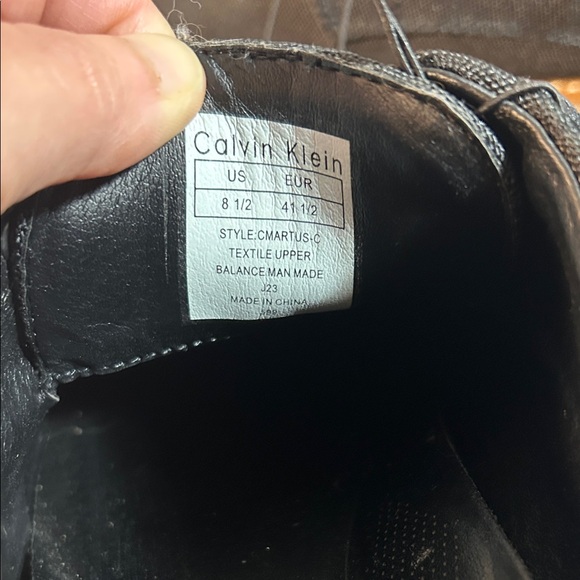 Calvin Klein
US EUR
8 1/2 41 1/2
STYLE:CMARTUS-C
TEXTILE UPPER
BALANCE:MAN MADE
J23
MADE IN CHINA